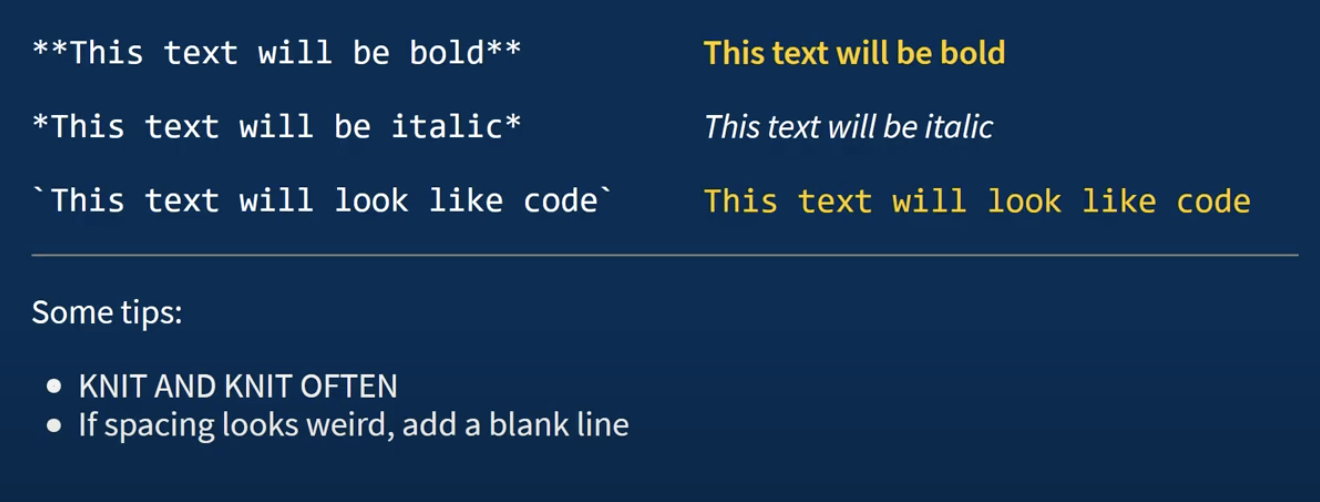 **This text will be bold** This text will be bold
*This text will be italic* This text will be italic
`This text will look like code` This text will look like code
Some tips:
● KNIT AND KNIT OFTEN
● If spacing looks weird, add a blank line